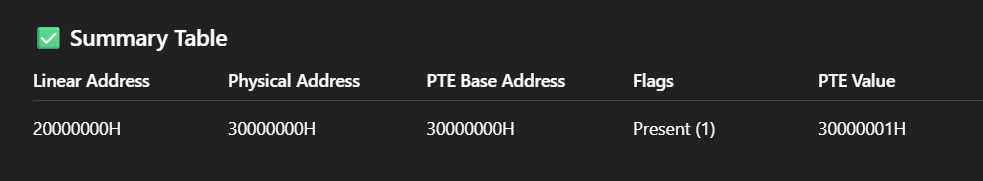 ✅ Summary Table
Linear Address Physical Address PTE Base Address Flags PTE Value
20000000H 30000000H 30000000H Present (1) 30000001H